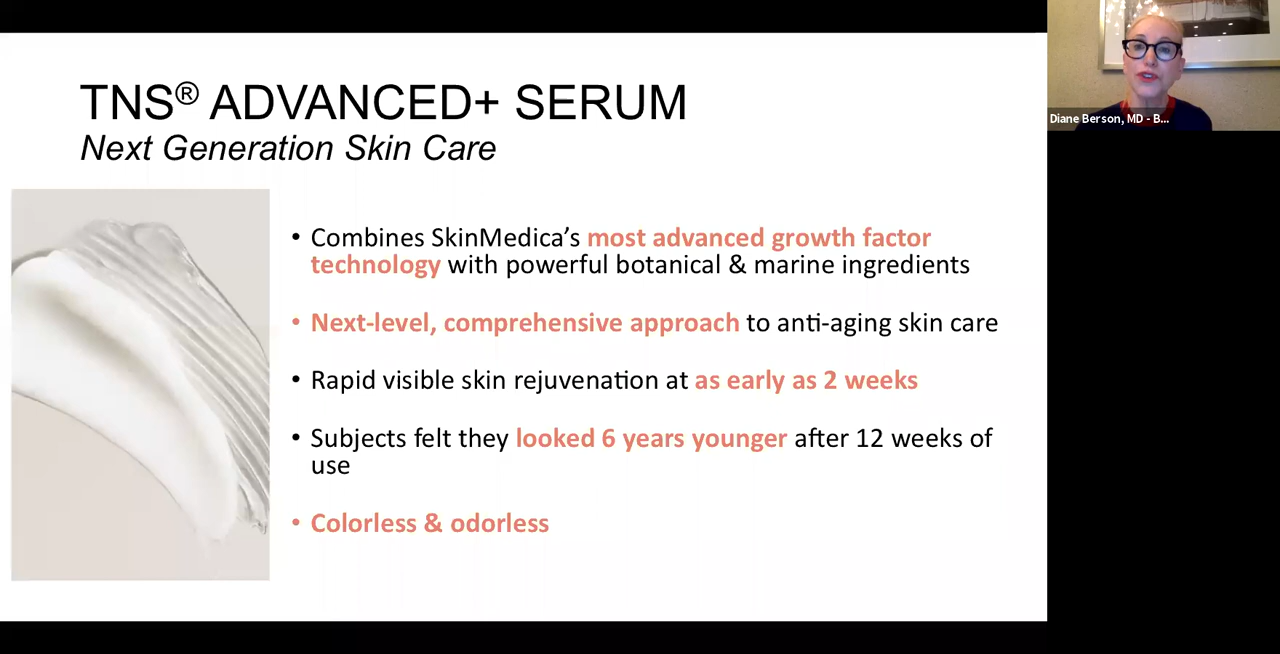 TNS® ADVANCED+ SERUM
Next Generation Skin Care
• Combines SkinMedica’s most advanced growth factor
technology with powerful botanical & marine ingredients
• Next-level, comprehensive approach to anti-aging skin care
• Rapid visible skin rejuvenation at as early as 2 weeks
• Subjects felt they looked 6 years younger after 12 weeks of
use
• Colorless & odorless
Diane Berson, MD - B...